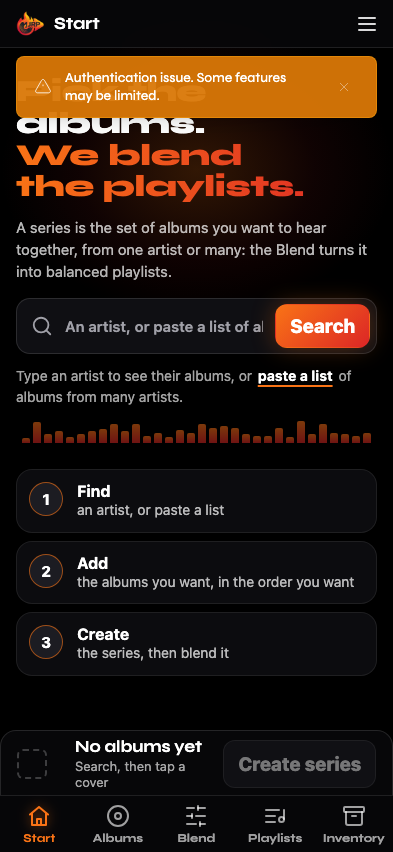 Start
Authentication issue. Some features
may be limited.
Pick the
albums.
We blend
the playlists.
A series is the set of albums you want to hear
together, from one artist or many: the Blend turns it
into balanced playlists.
An artist, or paste a list of al
Search
Type an artist to see their albums, or paste a list of
albums from many artists.
1
Find
an artist, or paste a list
2
Add
the albums you want, in the order you want
3
Create
the series, then blend it
No albums yet
Search, then tap a
cover
Create series
Start
Albums
Blend
Playlists
Inventory